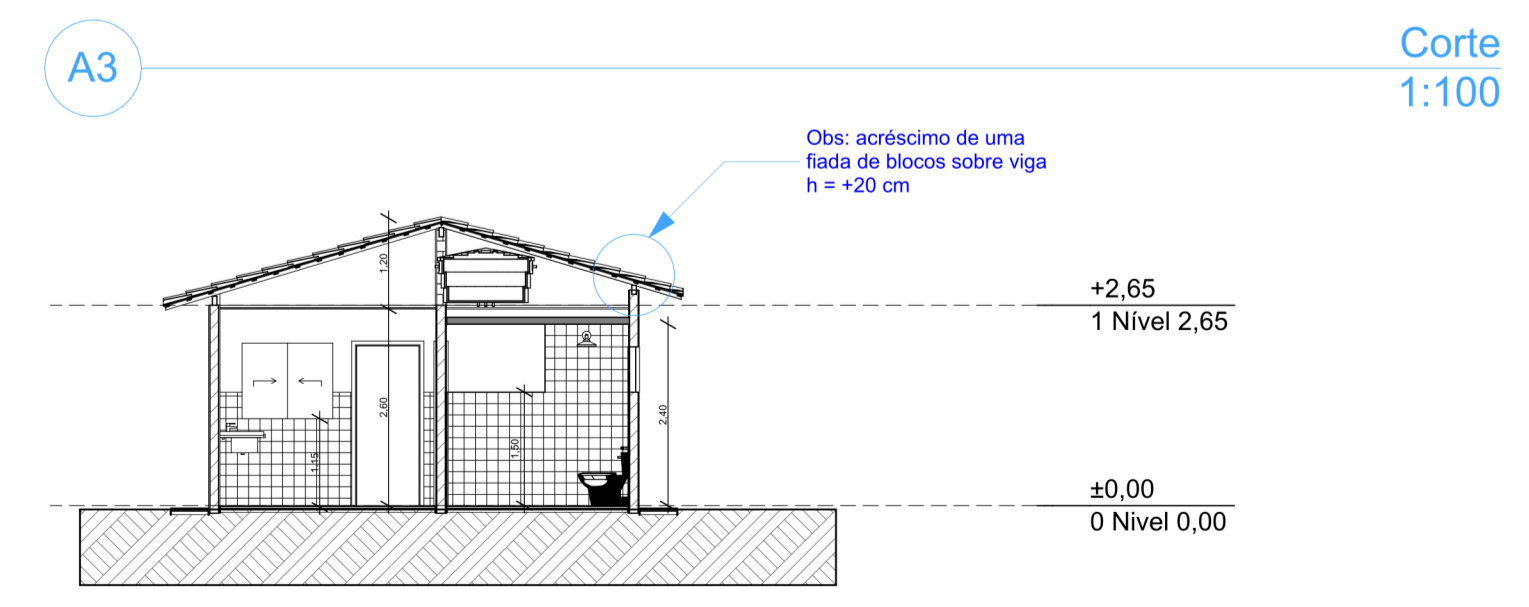 A3
Corte
1:100
Obs: acréscimo de uma
fiada de blocos sobre viga
h = +20 cm
1,20
+2,65
1 Nível 2,65
2,60
2,40
1,50
1,15
±0,00
0 Nivel 0,00